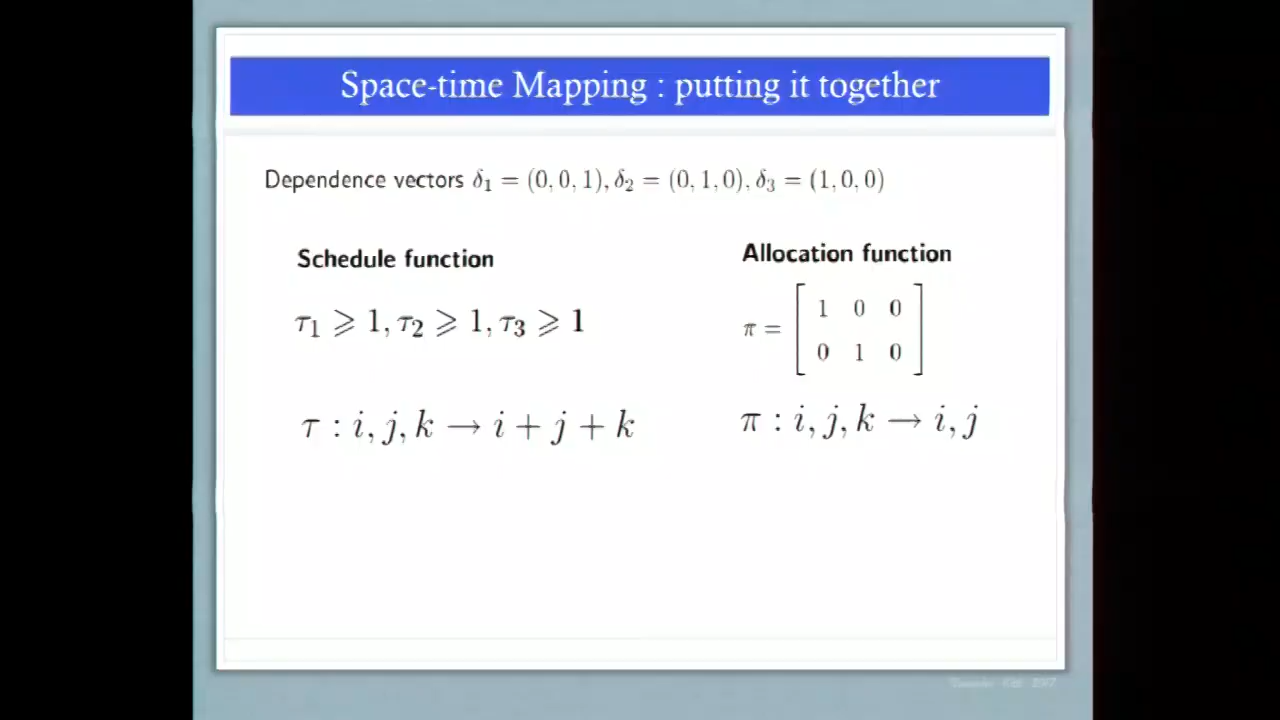 Space-time Mapping : putting it together
Dependence vectors δ₁ = (0, 0, 1), δ₂ = (0, 1, 0), δ₃ = (1, 0, 0)
Schedule function
τ₁ ⩾ 1, τ₂ ⩾ 1, τ₃ ⩾ 1
τ : i, j, k → i + j + k
Allocation function
π = [ 1 0 0
0 1 0 ]
π : i, j, k → i, j